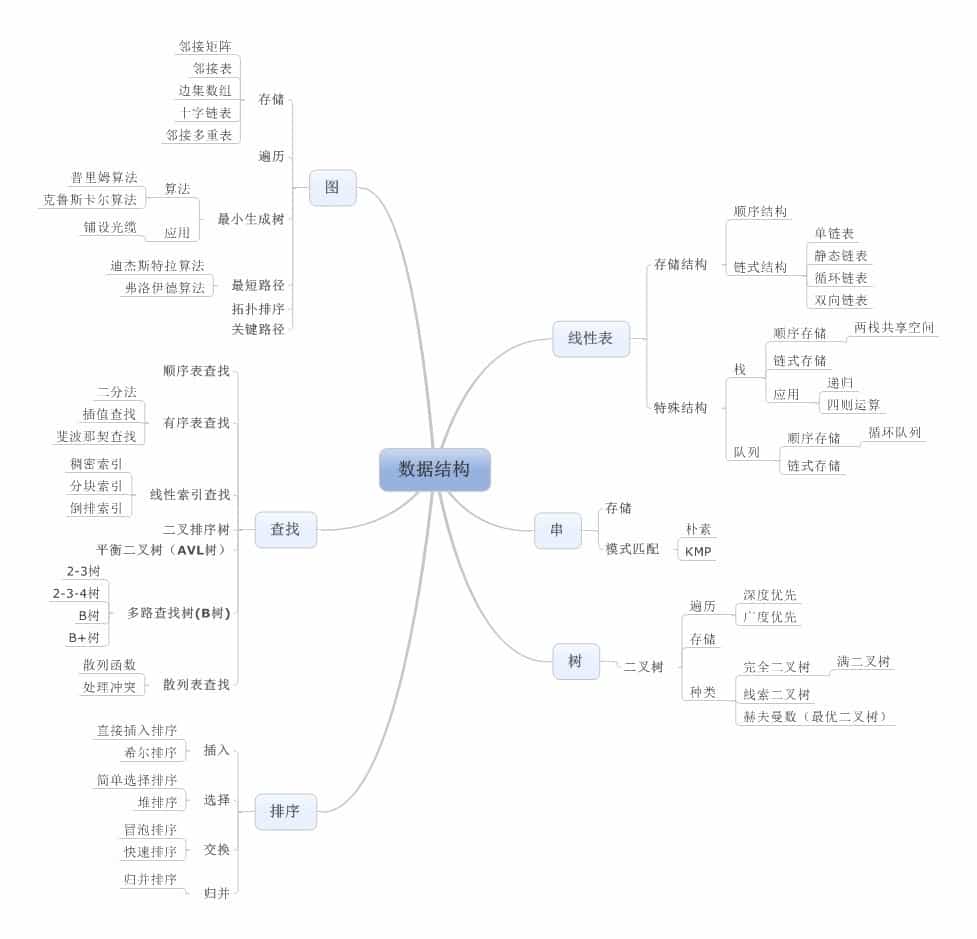 数据结构
图
存储
邻接矩阵
邻接表
边集数组
十字链表
邻接多重表
遍历
最小生成树
算法
普里姆算法
克鲁斯卡尔算法
应用
铺设光缆
最短路径
迪杰斯特拉算法
弗洛伊德算法
拓扑排序
关键路径
查找
顺序表查找
有序表查找
二分法
插值查找
斐波那契查找
线性索引查找
稠密索引
分块索引
倒排索引
二叉排序树
平衡二叉树（AVL树）
多路查找树(B树)
2-3树
2-3-4树
B树
B+树
散列表查找
散列函数
处理冲突
排序
插入
直接插入排序
希尔排序
选择
简单选择排序
堆排序
交换
冒泡排序
快速排序
归并
归并排序
线性表
存储结构
顺序结构
链式结构
单链表
静态链表
循环链表
双向链表
特殊结构
栈
顺序存储
两栈共享空间
链式存储
应用
递归
四则运算
队列
顺序存储
循环队列
链式存储
串
存储
模式匹配
朴素
KMP
树
二叉树
遍历
深度优先
广度优先
存储
种类
完全二叉树
满二叉树
线索二叉树
赫夫曼数（最优二叉树）